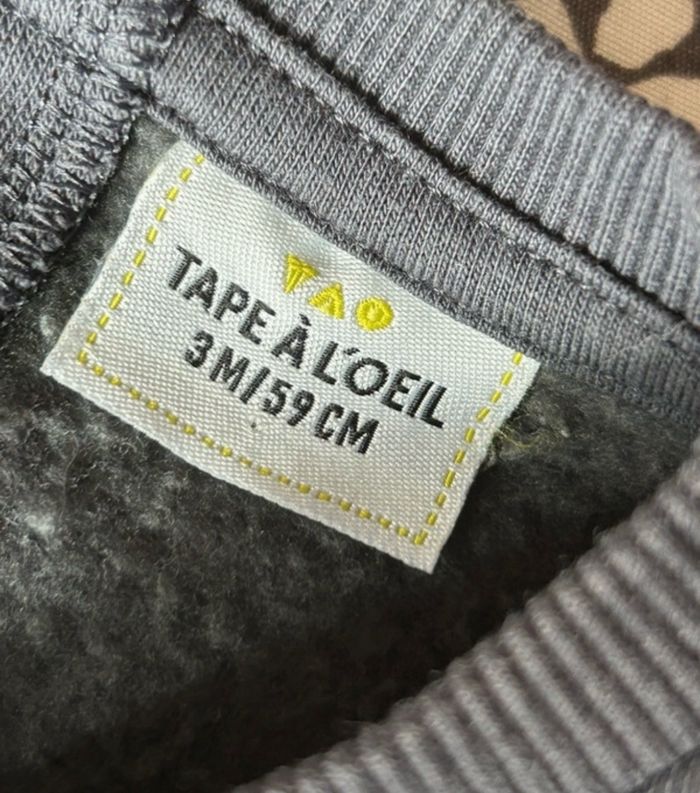 TAO
TAPE À L'OEIL
3M/59CM